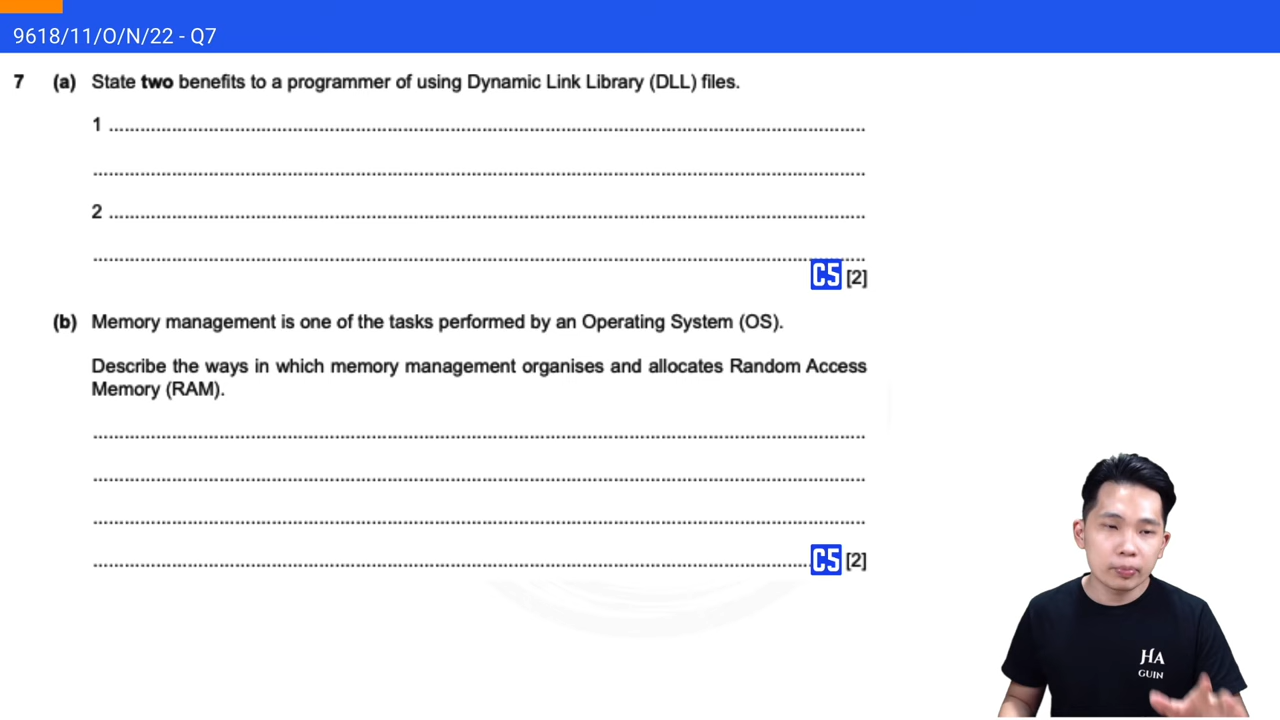 9618/11/O/N/22 - Q7
7 (a) State two benefits to a programmer of using Dynamic Link Library (DLL) files.
1 ................................................................
................................................................
2 ................................................................
................................................................
C5 [2]
(b) Memory management is one of the tasks performed by an Operating System (OS).
Describe the ways in which memory management organises and allocates Random Access
Memory (RAM).
................................................................
................................................................
................................................................
................................................................ C5 [2]
HA
GUIN